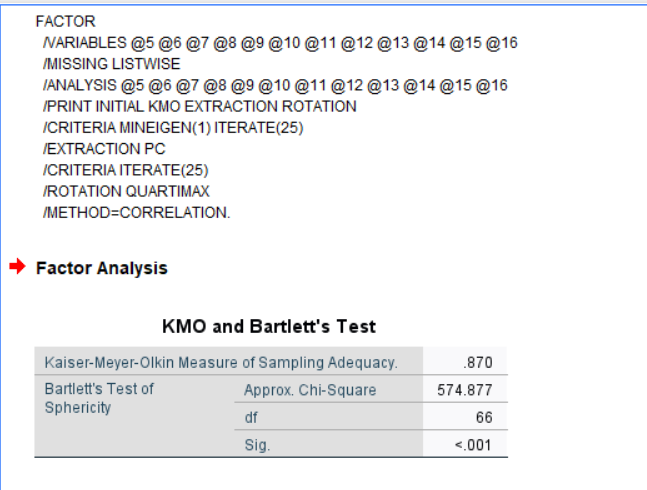 FACTOR
/VARIABLES @5 @6 @7 @8 @9 @10 @11 @12 @13 @14 @15 @16
/MISSING LISTWISE
/ANALYSIS @5 @6 @7 @8 @9 @10 @11 @12 @13 @14 @15 @16
/PRINT INITIAL KMO EXTRACTION ROTATION
/CRITERIA MINEIGEN(1) ITERATE(25)
/EXTRACTION PC
/CRITERIA ITERATE(25)
/ROTATION QUARTIMAX
/METHOD=CORRELATION.
Factor Analysis
KMO and Bartlett's Test
Kaiser-Meyer-Olkin Measure of Sampling Adequacy. .870
Bartlett's Test of Sphericity Approx. Chi-Square 574.877
df 66
Sig. <.001